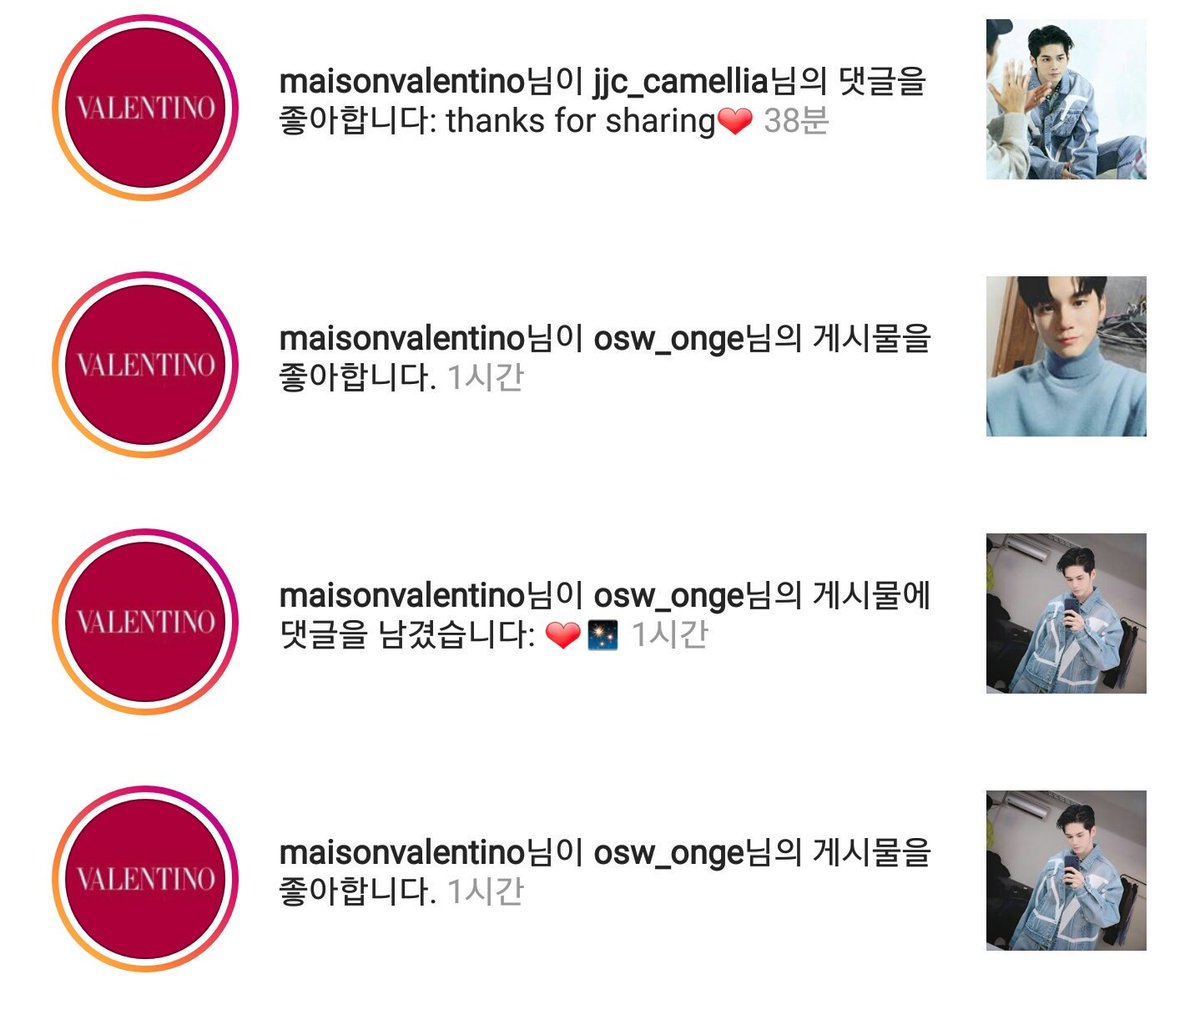 VALENTINO
maisonvalentino님이 jjc_camellia님의 댓글을
좋아합니다: thanks for sharing❤️ 38분
VALENTINO
maisonvalentino님이 osw_onge님의 게시물을
좋아합니다. 1시간
VALENTINO
maisonvalentino님이 osw_onge님의 게시물에
댓글을 남겼습니다: ❤️🎇 1시간
VALENTINO
maisonvalentino님이 osw_onge님의 게시물을
좋아합니다. 1시간